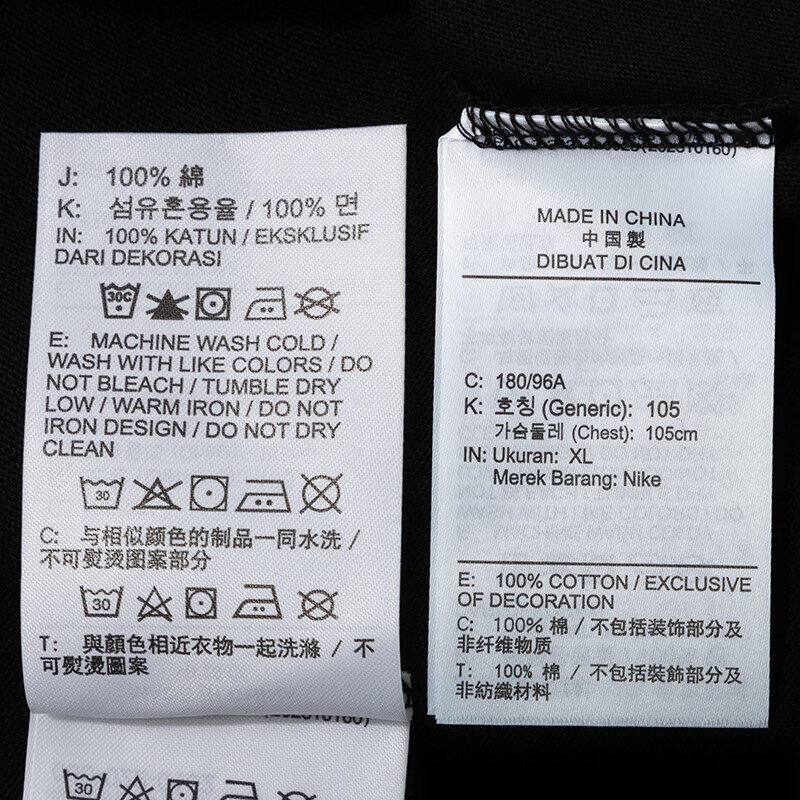 J: 100% 綿
K: 섬유혼용율 / 100% 면
IN: 100% KATUN / EKSKLUSIF
DARI DEKORASI
30C
E: MACHINE WASH COLD /
WASH WITH LIKE COLORS / DO
NOT BLEACH / TUMBLE DRY
LOW / WARM IRON / DO NOT
IRON DESIGN / DO NOT DRY
CLEAN
30
C: 与相似颜色的制品一同水洗 /
不可熨烫图案部分
30
T: 與顏色相近衣物一起洗滌 / 不
可熨燙圖案
30
MADE IN CHINA
中国製
DIBUAT DI CINA
C: 180/96A
K: 호칭 (Generic): 105
가슴둘레 (Chest): 105cm
IN: Ukuran: XL
Merek Barang: Nike
E: 100% COTTON / EXCLUSIVE
OF DECORATION
C: 100% 棉 / 不包括装饰部分及
非纤维物质
T: 100% 棉 / 不包括裝飾部分及
非紡織材料